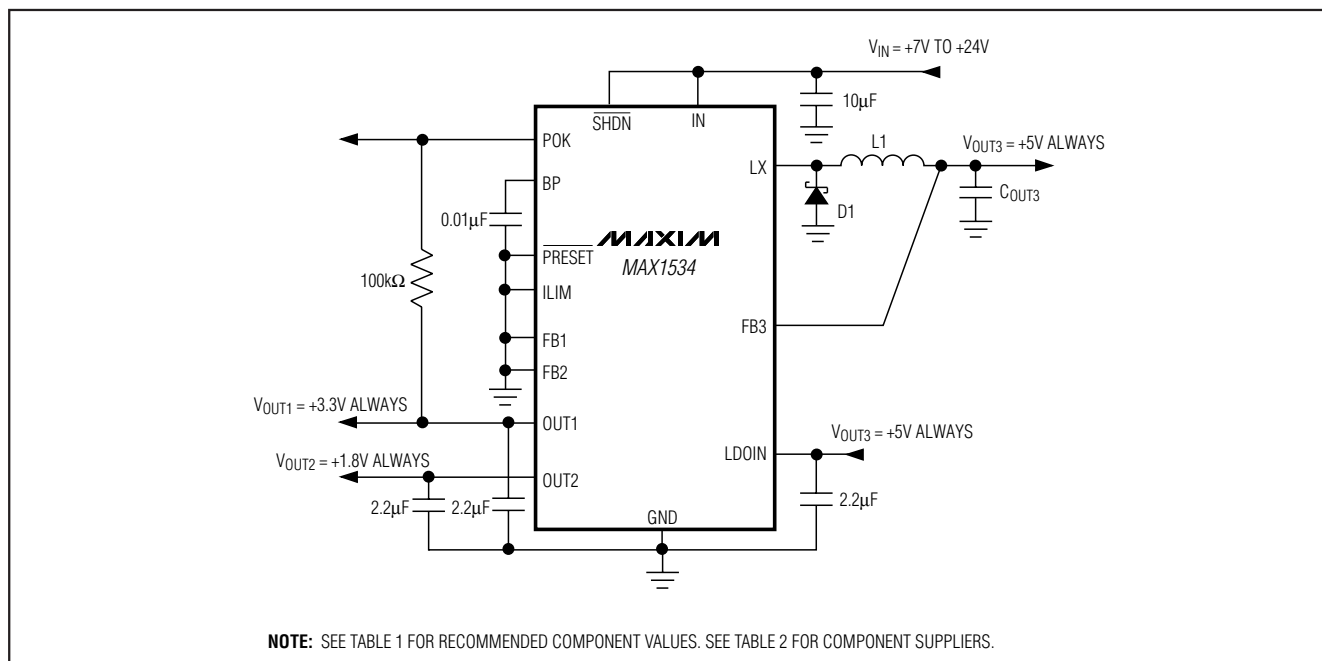 V_IN = +7V TO +24V
10µF
SHDN
IN
POK
BP
0.01µF
PRESET
ILIM
FB1
FB2
100kΩ
MAXIM
MAX1534
LX
L1
D1
V_OUT3 = +5V ALWAYS
C_OUT3
FB3
V_OUT1 = +3.3V ALWAYS
OUT1
V_OUT2 = +1.8V ALWAYS
OUT2
2.2µF
2.2µF
GND
LDOIN
V_OUT3 = +5V ALWAYS
2.2µF
NOTE: SEE TABLE 1 FOR RECOMMENDED COMPONENT VALUES. SEE TABLE 2 FOR COMPONENT SUPPLIERS.